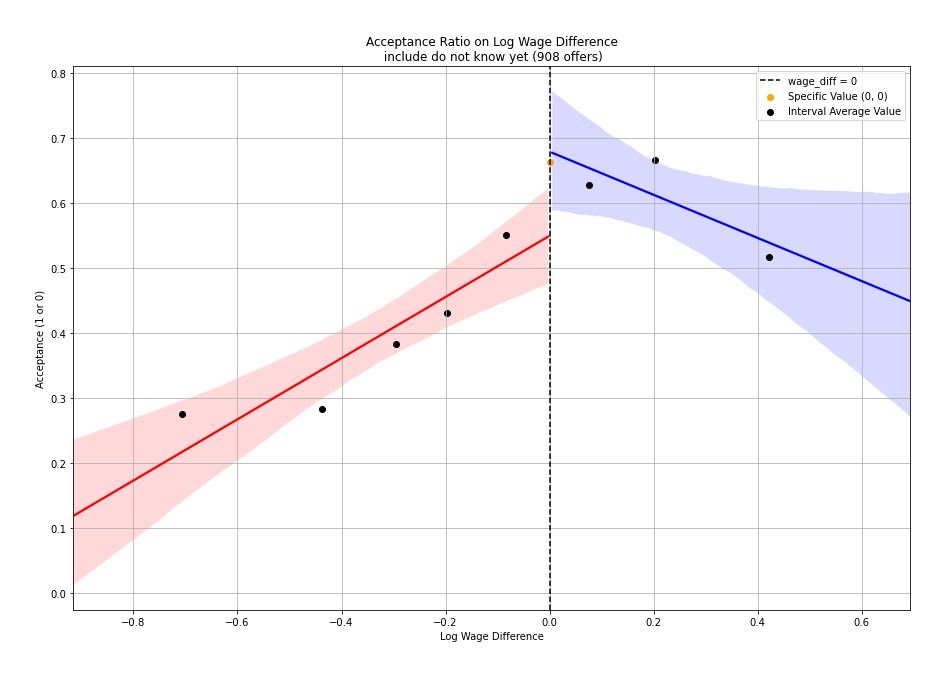 Acceptance Ratio on Log Wage Difference
include do not know yet (908 offers)
wage_diff = 0
Specific Value (0, 0)
Interval Average Value
Acceptance (1 or 0)
0.8
0.7
0.6
0.5
0.4
0.3
0.2
0.1
0.0
−0.8 −0.6 −0.4 −0.2 0.0 0.2 0.4 0.6
Log Wage Difference